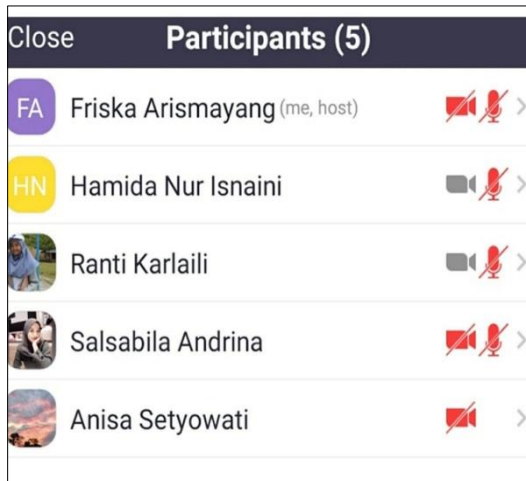 Close Participants (5)
FA Friska Arismayang (me, host)
HN Hamida Nur Isnaini
Ranti Karlaili
Salsabila Andrina
Anisa Setyowati